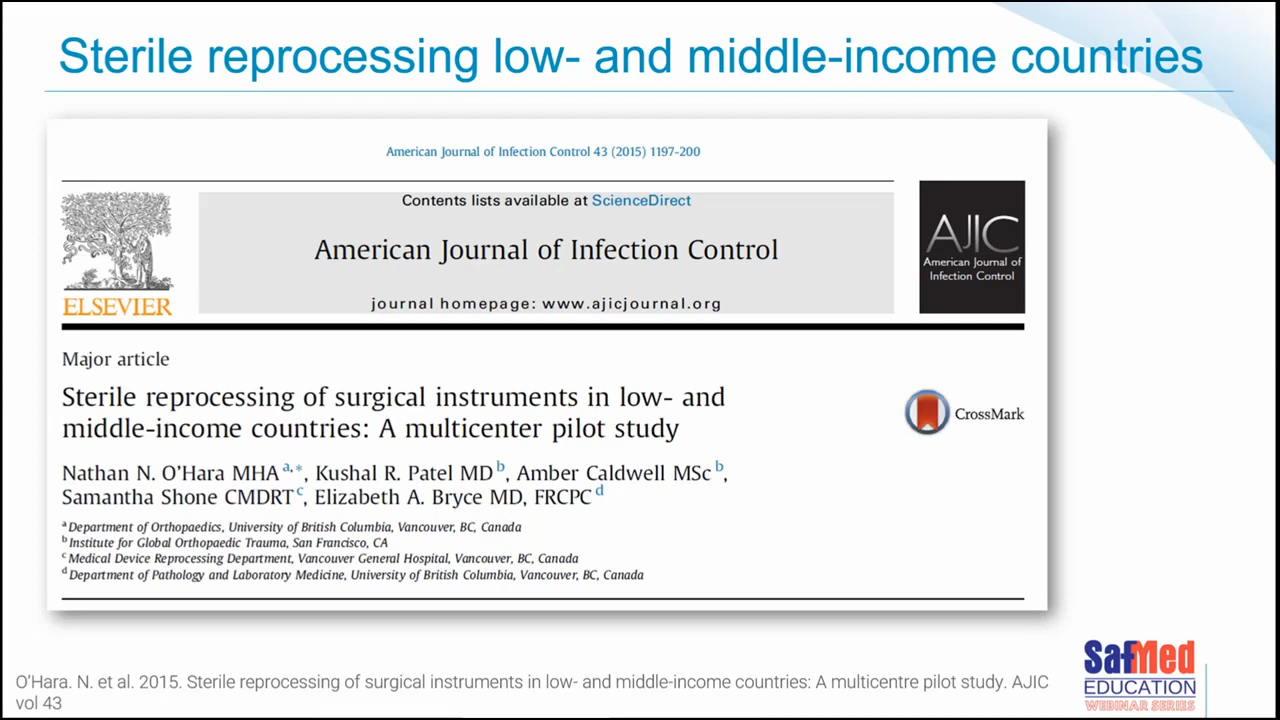 Sterile reprocessing low- and middle-income countries
American Journal of Infection Control 43 (2015) 1197-200
Contents lists available at ScienceDirect
American Journal of Infection Control
journal homepage: www.ajicjournal.org
ELSEVIER
AJIC
American Journal of
Infection Control
Major article
Sterile reprocessing of surgical instruments in low- and
middle-income countries: A multicenter pilot study
CrossMark
Nathan N. O'Hara MHA a,*, Kushal R. Patel MD b, Amber Caldwell MSc b,
Samantha Shone CMDRT c, Elizabeth A. Bryce MD, FRCPC d
a Department of Orthopaedics, University of British Columbia, Vancouver, BC, Canada
b Institute for Global Orthopaedic Trauma, San Francisco, CA
c Medical Device Reprocessing Department, Vancouver General Hospital, Vancouver, BC, Canada
d Department of Pathology and Laboratory Medicine, University of British Columbia, Vancouver, BC, Canada
O'Hara. N. et al. 2015. Sterile reprocessing of surgical instruments in low- and middle-income countries: A multicentre pilot study. AJIC
vol 43
SafMed
EDUCATION
WEBINAR SERIES